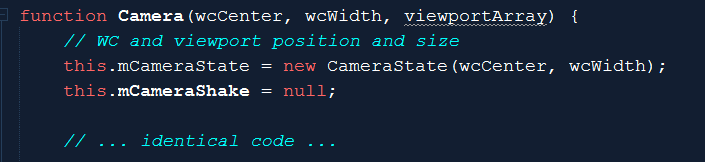 function Camera(wcCenter, wcWidth, viewportArray) {
// WC and viewport position and size
this.mCameraState = new CameraState(wcCenter, wcWidth);
this.mCameraShake = null;
// ... identical code ...